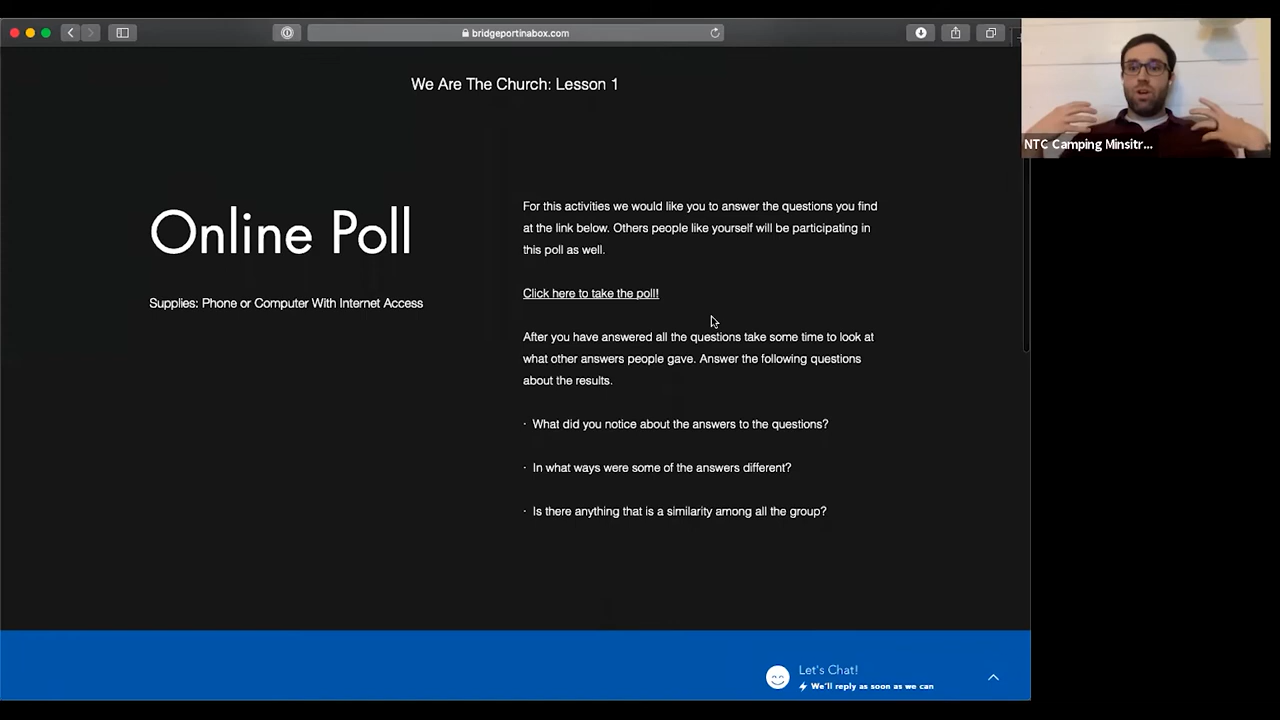 bridgeportinabox.com
We Are The Church: Lesson 1
NTC Camping Minsitr...
Online Poll
Supplies: Phone or Computer With Internet Access
For this activities we would like you to answer the questions you find
at the link below. Others people like yourself will be participating in
this poll as well.
Click here to take the poll!
After you have answered all the questions take some time to look at
what other answers people gave. Answer the following questions
about the results.
· What did you notice about the answers to the questions?
· In what ways were some of the answers different?
· Is there anything that is a similarity among all the group?
Let's Chat!
We'll reply as soon as we can